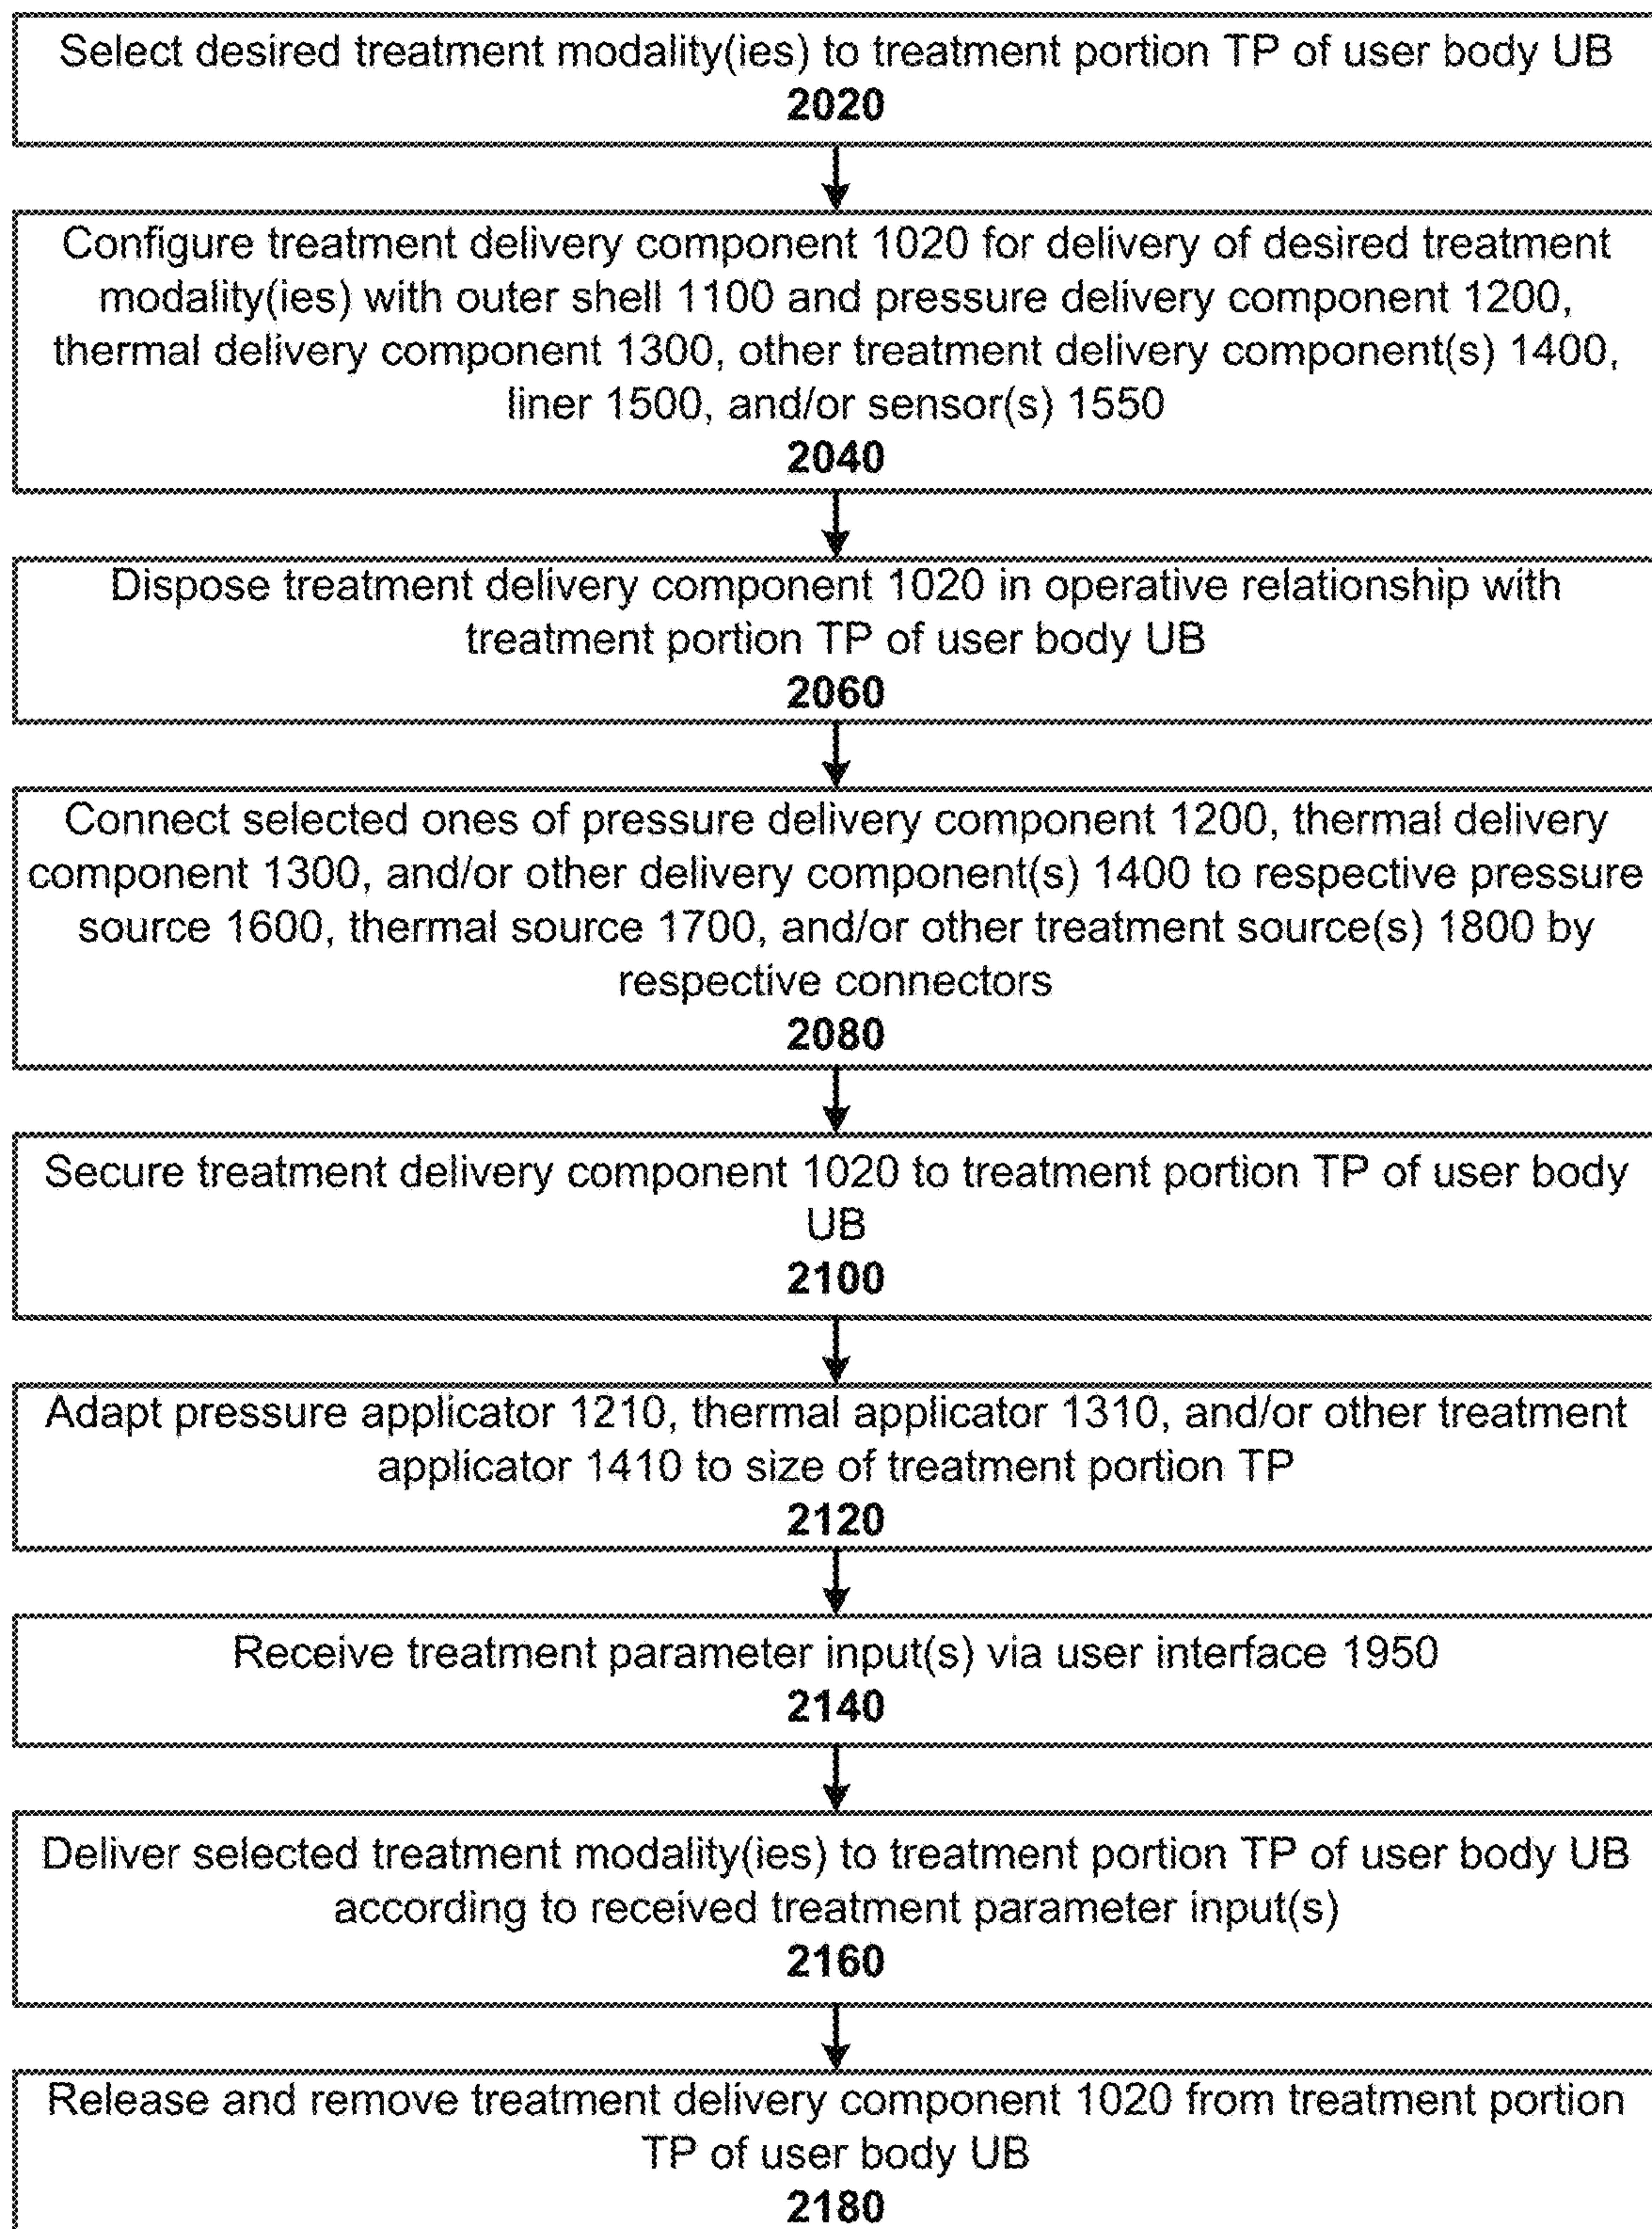 Select desired treatment modality(ies) to treatment portion TP of user body UB
2020
Configure treatment delivery component 1020 for delivery of desired treatment
modality(ies) with outer shell 1100 and pressure delivery component 1200,
thermal delivery component 1300, other treatment delivery component(s) 1400,
liner 1500, and/or sensor(s) 1550
2040
Dispose treatment delivery component 1020 in operative relationship with
treatment portion TP of user body UB
2060
Connect selected ones of pressure delivery component 1200, thermal delivery
component 1300, and/or other delivery component(s) 1400 to respective pressure
source 1600, thermal source 1700, and/or other treatment source(s) 1800 by
respective connectors
2080
Secure treatment delivery component 1020 to treatment portion TP of user body
UB
2100
Adapt pressure applicator 1210, thermal applicator 1310, and/or other treatment
applicator 1410 to size of treatment portion TP
2120
Receive treatment parameter input(s) via user interface 1950
2140
Deliver selected treatment modality(ies) to treatment portion TP of user body UB
according to received treatment parameter input(s)
2160
Release and remove treatment delivery component 1020 from treatment portion
TP of user body UB
2180